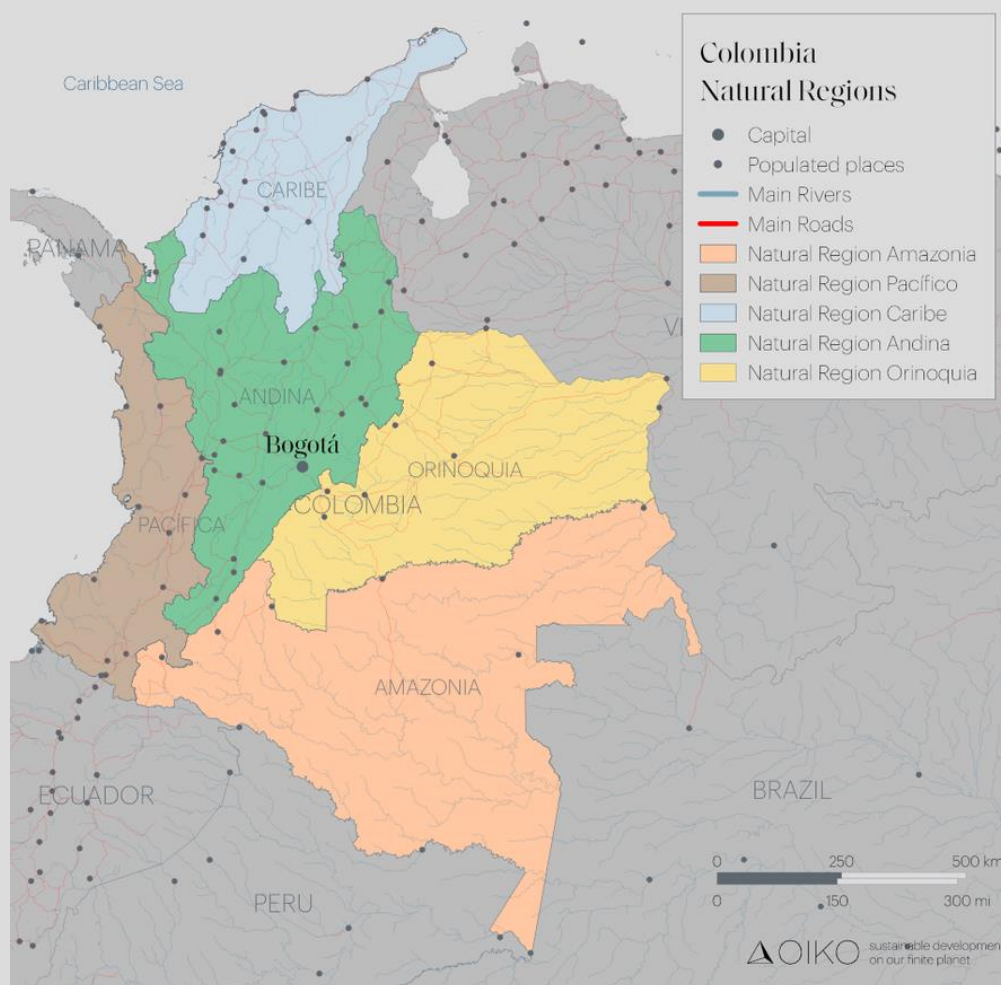 Colombia
Natural Regions
Capital
Populated places
Main Rivers
Main Roads
Natural Region Amazonia
Natural Region Pacífico
Natural Region Caribe
Natural Region Andina
Natural Region Orinoquia
Caribbean Sea
CARIBE
PANAMA
ANDINA
Bogotá
ORINOQUIA
COLOMBIA
PACÍFICA
AMAZONIA
ECUADOR
BRAZIL
PERU
0 250 500 km
0 150 300 mi
OIKO
sustainable developmen
on our finite planet